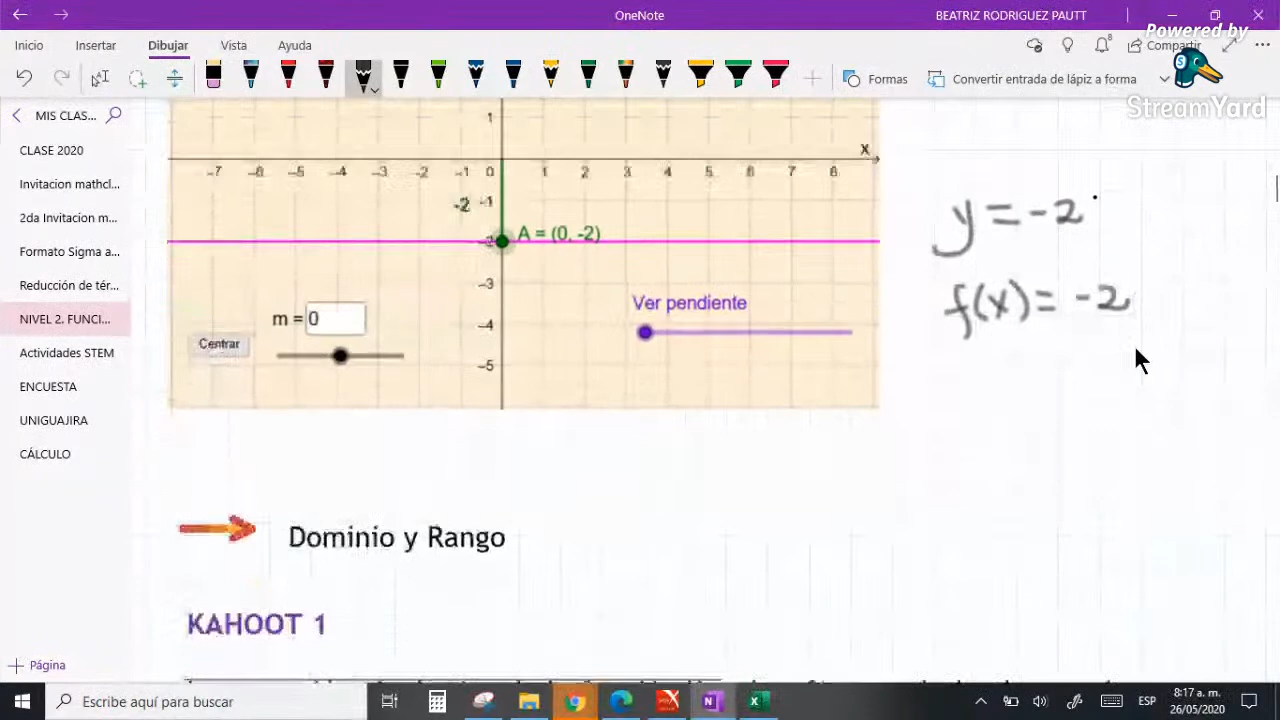 OneNote
BEATRIZ RODRIGUEZ PAUTT
Powered by
StreamYard
Inicio
Insertar
Dibujar
Vista
Ayuda
Compartir
Formas
Convertir entrada de lápiz a forma
MIS CLAS...
CLASE 2020
Invitacion mathcl...
2da Invitacion m...
Formato Sigma a...
Reducción de tér...
NIVEL 2. FUNCI...
Actividades STEM
ENCUESTA
UNIGUAJIRA
CÁLCULO
Página
1
x
-7 -6 -5 -4 -3 -2 -1 0 1 2 3 4 5 6 7 8
-2 -1
A = (0, -2)
-3
-4
-5
m = 0
Centrar
Ver pendiente
y = -2
f(x) = -2
Dominio y Rango
KAHOOT 1
Escribe aquí para buscar
ESP
8:17 a. m.
26/05/2020